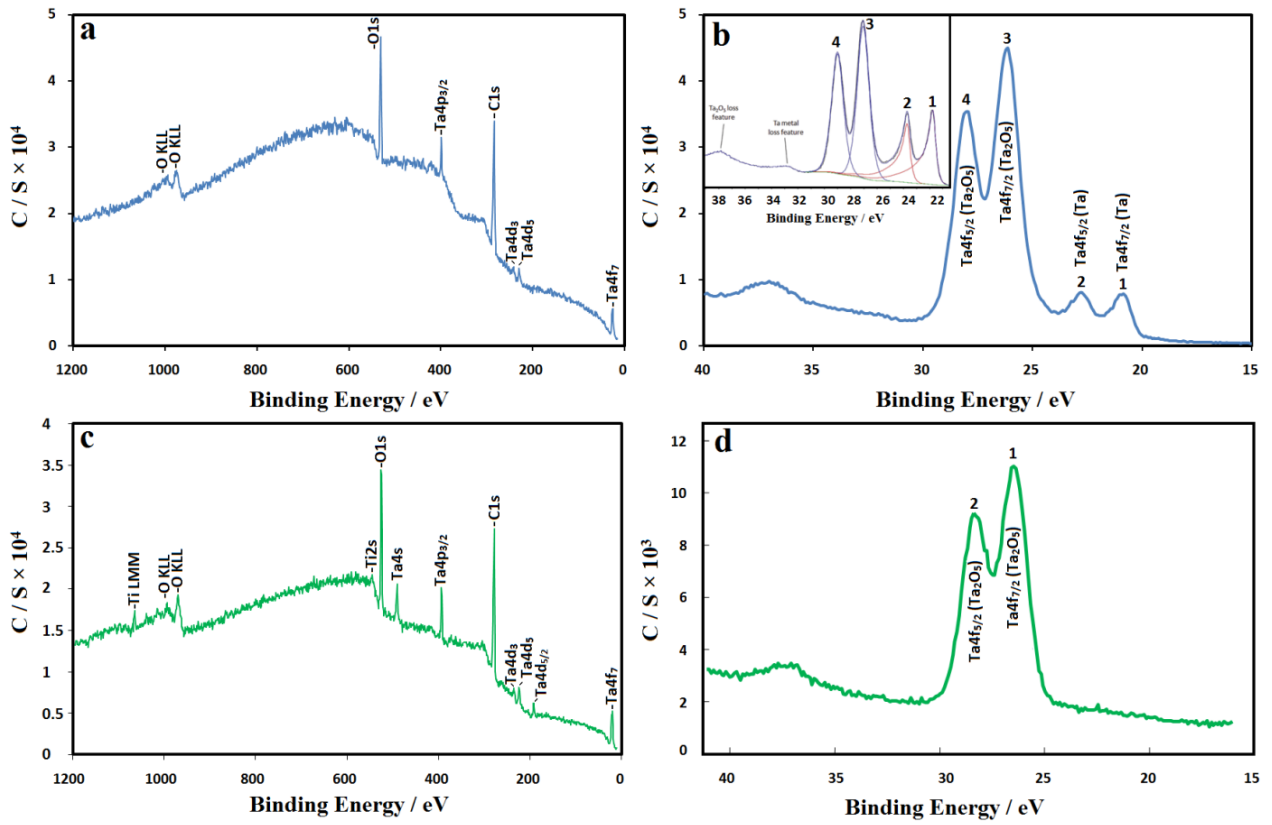 a
C / S × 10⁴
5
4
3
2
1
0
1200
1000
800
600
400
200
0
Binding Energy / eV
-O KLL
-O KLL
-O1s
-Ta4p₃/₂
-C1s
-Ta4d₃
-Ta4d₅
-Ta4f₇
b
C / S × 10⁴
5
4
3
2
1
0
40
35
30
25
20
15
Binding Energy / eV
4
3
2
1
Ta4f₅/₂ (Ta₂O₅)
Ta4f₇/₂ (Ta₂O₅)
Ta4f₅/₂ (Ta)
Ta4f₇/₂ (Ta)
4
3
2
1
Ta₂O₅ loss
feature
Ta metal
loss feature
38
36
34
32
30
28
26
24
22
21
Binding Energy / eV
c
C / S × 10⁴
4
3.5
3
2.5
2
1.5
1
0.5
0
1200
1000
800
600
400
200
0
Binding Energy / eV
-Ti LMM
-O KLL
-O KLL
-Ti2s
-O1s
-Ta4s
-Ta4p₃/₂
-C1s
-Ta4d₃
-Ta4d₅
-Ta4d₅/₂
-Ta4f₇
d
C / S × 10³
12
10
8
6
4
2
0
40
35
30
25
20
15
Binding Energy / eV
2
1
Ta4f₅/₂ (Ta₂O₅)
Ta4f₇/₂ (Ta₂O₅)